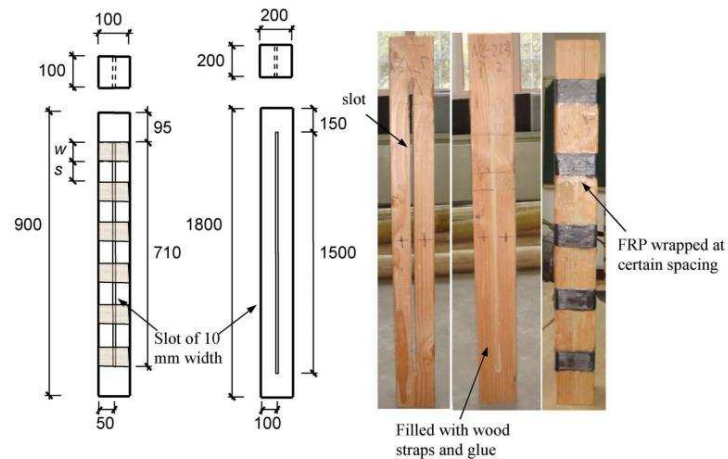 100
200
100
200
slot
95
150
w
s
900
710
1800
1500
FRP wrapped at
certain spacing
Slot of 10
mm width
50
100
Filled with wood
straps and glue